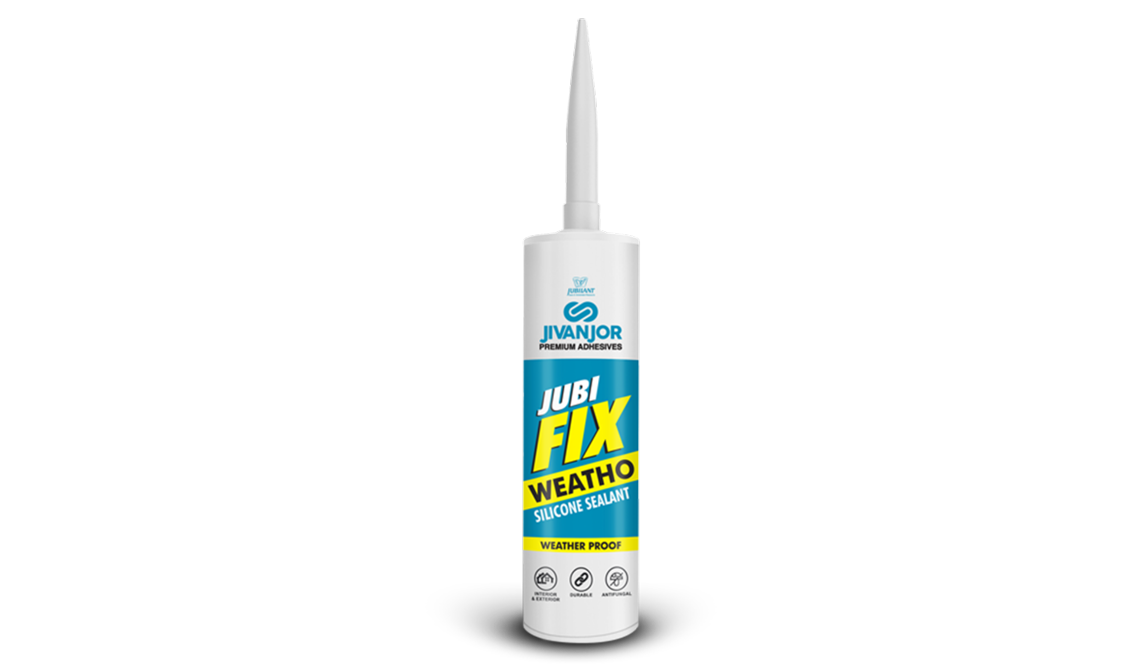 JUBILANT
JIVANJOR
PREMIUM ADHESIVES
JUBI
FIX
WEATHO
SILICONE SEALANT
WEATHER PROOF
INTERIOR & EXTERIOR
DURABLE
ANTIFUNGAL